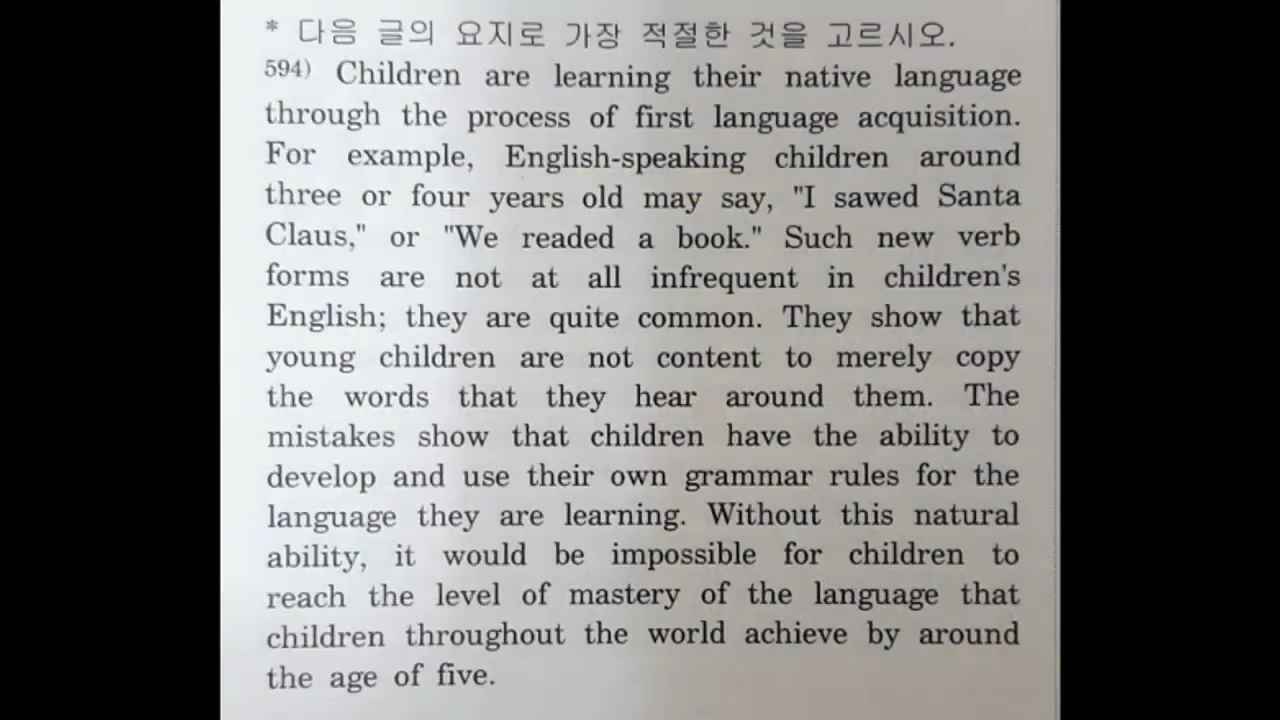 * 다음 글의 요지로 가장 적절한 것을 고르시오.
594) Children are learning their native language
through the process of first language acquisition.
For example, English-speaking children around
three or four years old may say, "I sawed Santa
Claus," or "We readed a book." Such new verb
forms are not at all infrequent in children's
English; they are quite common. They show that
young children are not content to merely copy
the words that they hear around them. The
mistakes show that children have the ability to
develop and use their own grammar rules for the
language they are learning. Without this natural
ability, it would be impossible for children to
reach the level of mastery of the language that
children throughout the world achieve by around
the age of five.